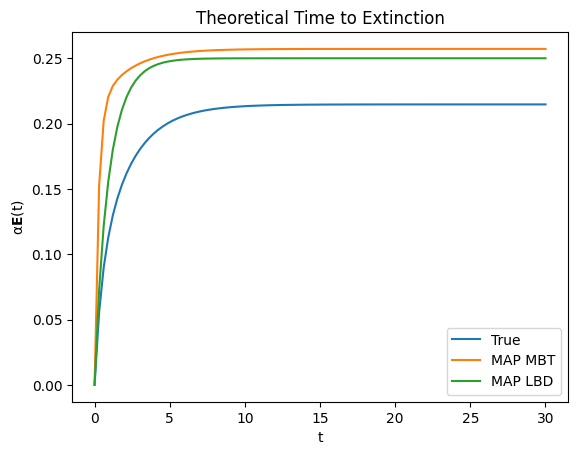 Theoretical Time to Extinction
α𝐄(t)
0.25
0.20
0.15
0.10
0.05
0.00
True
MAP MBT
MAP LBD
0 5 10 15 20 25 30
t